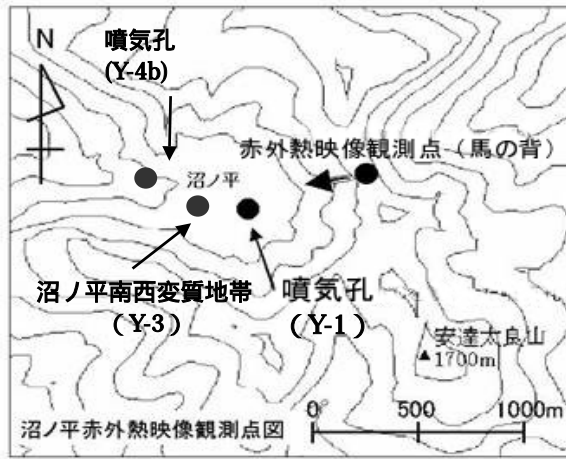 N
噴気孔
(Y-4b)
赤外熱映像観測点（馬の背）
沼ノ平
沼ノ平南西変質地帯
（Y-3）
噴気孔
（Y-1）
安達太良山
▲1700m
沼ノ平赤外熱映像観測点図
0° 500 1000m